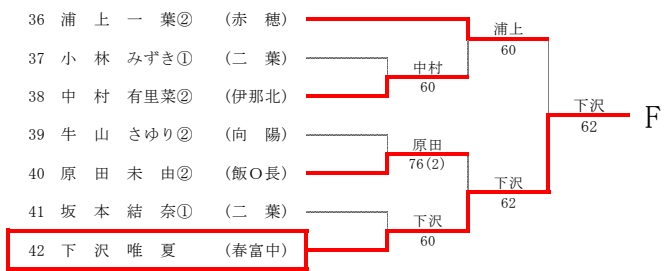 36 浦 上 一 葉② (赤 穂)
37 小 林 みずき① (二 葉)
38 中 村 有里菜② (伊那北)
39 牛 山 さゆり② (向 陽)
40 原 田 未 由② (飯O長)
41 坂 本 結 奈① (二 葉)
42 下 沢 唯 夏 (春富中)
中村
60
原田
76(2)
下沢
60
浦上
60
下沢
62
下沢
62
F